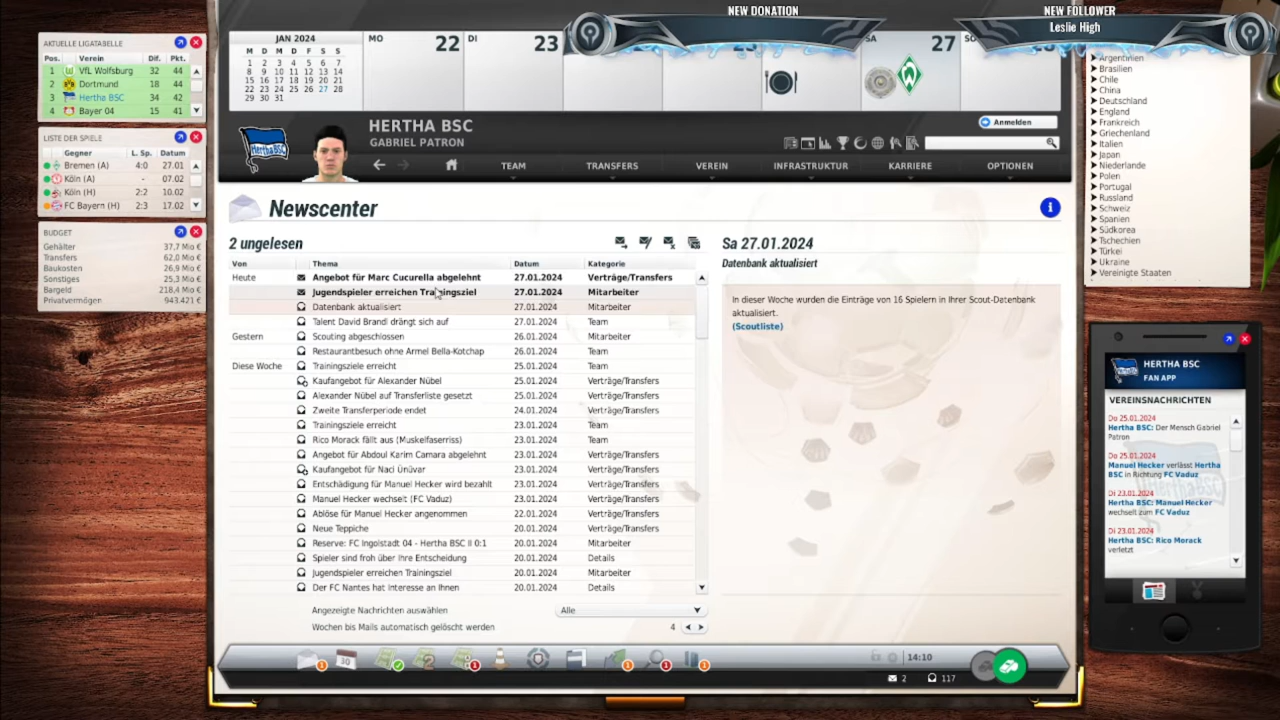 NEW DONATION
NEW FOLLOWER
Leslie High
AKTUELLE LIGATABELLE
Pos. Verein Dif. Pkt.
1 VfL Wolfsburg 32 44
2 Dortmund 18 44
3 Hertha BSC 34 42
4 Bayer 04 15 41
LISTE DER SPIELE
Gegner L. Sp. Datum
Bremen (A) 4:0 27.01
Köln (A) - 07.02
Köln (H) 2:2 10.02
FC Bayern (H) 2:3 17.02
BUDGET
Gehälter 37,7 Mio €
Transfers 62,0 Mio €
Baukosten 26,9 Mio €
Sonstiges 25,3 Mio €
Bargeld 218,4 Mio €
Privatvermögen 943.421 €
JAN 2024
M D M D F S S
1 2 3 4 5 6 7
8 9 10 11 12 13 14
15 16 17 18 19 20 21
22 23 24 25 26 27 28
29 30 31
MO 22
DI 23
SA 27
SO
HERTHA BSC
GABRIEL PATRON
Anmelden
TEAM TRANSFERS VEREIN INFRASTRUKTUR KARRIERE OPTIONEN
Newscenter
2 ungelesen
Von Thema Datum Kategorie
Heute Angebot für Marc Cucurella abgelehnt 27.01.2024 Verträge/Transfers
Jugendspieler erreichen Trainingsziel 27.01.2024 Mitarbeiter
Datenbank aktualisiert 27.01.2024 Mitarbeiter
Talent David Brandl drängt sich auf 27.01.2024 Team
Gestern Scouting abgeschlossen 26.01.2024 Mitarbeiter
Restaurantbesuch ohne Armel Bella-Kotchap 26.01.2024 Team
Diese Woche Trainingsziele erreicht 25.01.2024 Team
Kaufangebot für Alexander Nübel 25.01.2024 Verträge/Transfers
Alexander Nübel auf Transferliste gesetzt 25.01.2024 Verträge/Transfers
Zweite Transferperiode endet 24.01.2024 Verträge/Transfers
Trainingsziele erreicht 23.01.2024 Team
Rico Morack fällt aus (Muskelfaserriss) 23.01.2024 Team
Angebot für Abdoul Karim Camara abgelehnt 23.01.2024 Verträge/Transfers
Kaufangebot für Naci Ünüvar 23.01.2024 Verträge/Transfers
Entschädigung für Manuel Hecker wird bezahlt 23.01.2024 Verträge/Transfers
Manuel Hecker wechselt (FC Vaduz) 23.01.2024 Verträge/Transfers
Ablöse für Manuel Hecker angenommen 22.01.2024 Verträge/Transfers
Neue Teppiche 20.01.2024 Verträge/Transfers
Reserve: FC Ingolstadt 04 - Hertha BSC II 0:1 20.01.2024 Mitarbeiter
Spieler sind froh über Ihre Entscheidung 20.01.2024 Details
Jugendspieler erreichen Trainingsziel 20.01.2024 Mitarbeiter
Der FC Nantes hat Interesse an Ihnen 20.01.2024 Details
Angezeigte Nachrichten auswählen Alle
Wochen bis Mails automatisch gelöscht werden 4
Sa 27.01.2024
Datenbank aktualisiert
In dieser Woche wurden die Einträge von 16 Spielern in Ihrer Scout-Datenbank
aktualisiert.
(Scoutliste)
Argentinien
Brasilien
Chile
China
Deutschland
England
Frankreich
Griechenland
Italien
Japan
Niederlande
Polen
Portugal
Russland
Schweiz
Spanien
Südkorea
Tschechien
Türkei
Ukraine
Vereinigte Staaten
HERTHA BSC
FAN APP
VEREINSNACHRICHTEN
Do 25.01.2024
Hertha BSC: Der Mensch Gabriel
Patron
Do 25.01.2024
Manuel Hecker verlässt Hertha
BSC in Richtung FC Vaduz
Di 23.01.2024
Hertha BSC: Manuel Hecker
wechselt zum FC Vaduz
Di 23.01.2024
Hertha BSC: Rico Morack
verletzt
14:10
2 117